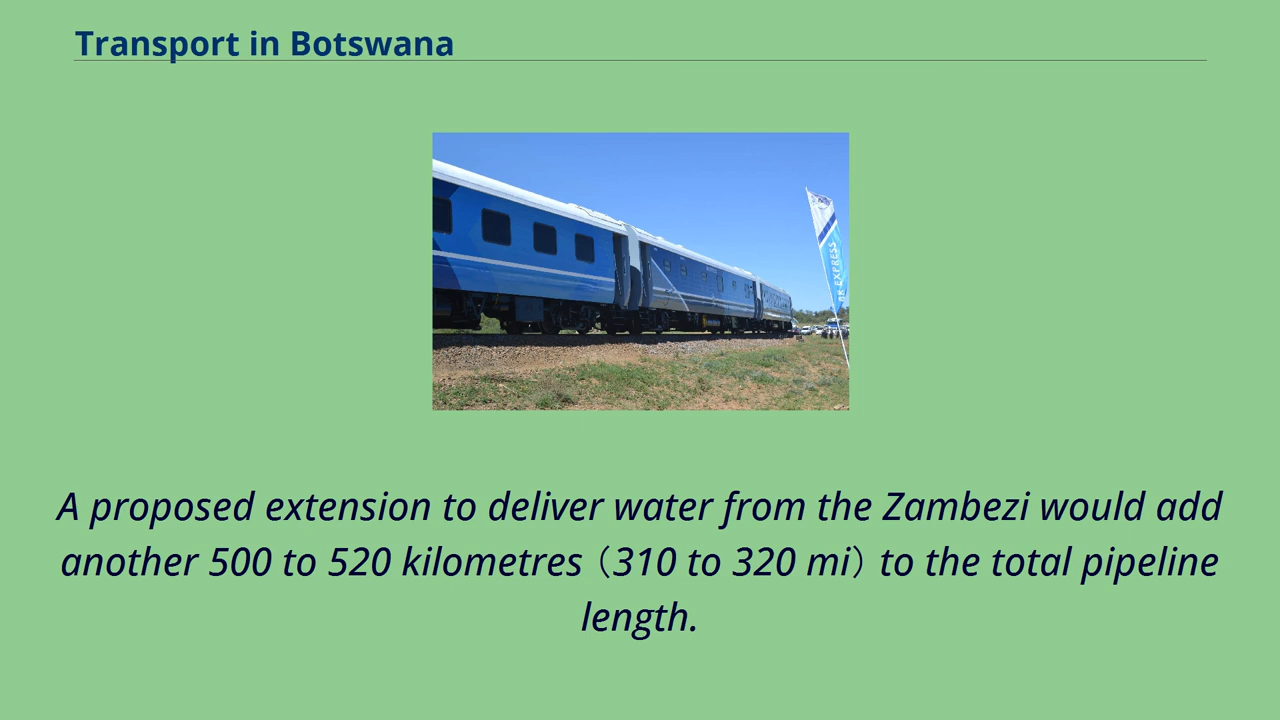 Transport in Botswana
EXPRESS
A proposed extension to deliver water from the Zambezi would add
another 500 to 520 kilometres (310 to 320 mi) to the total pipeline
length.